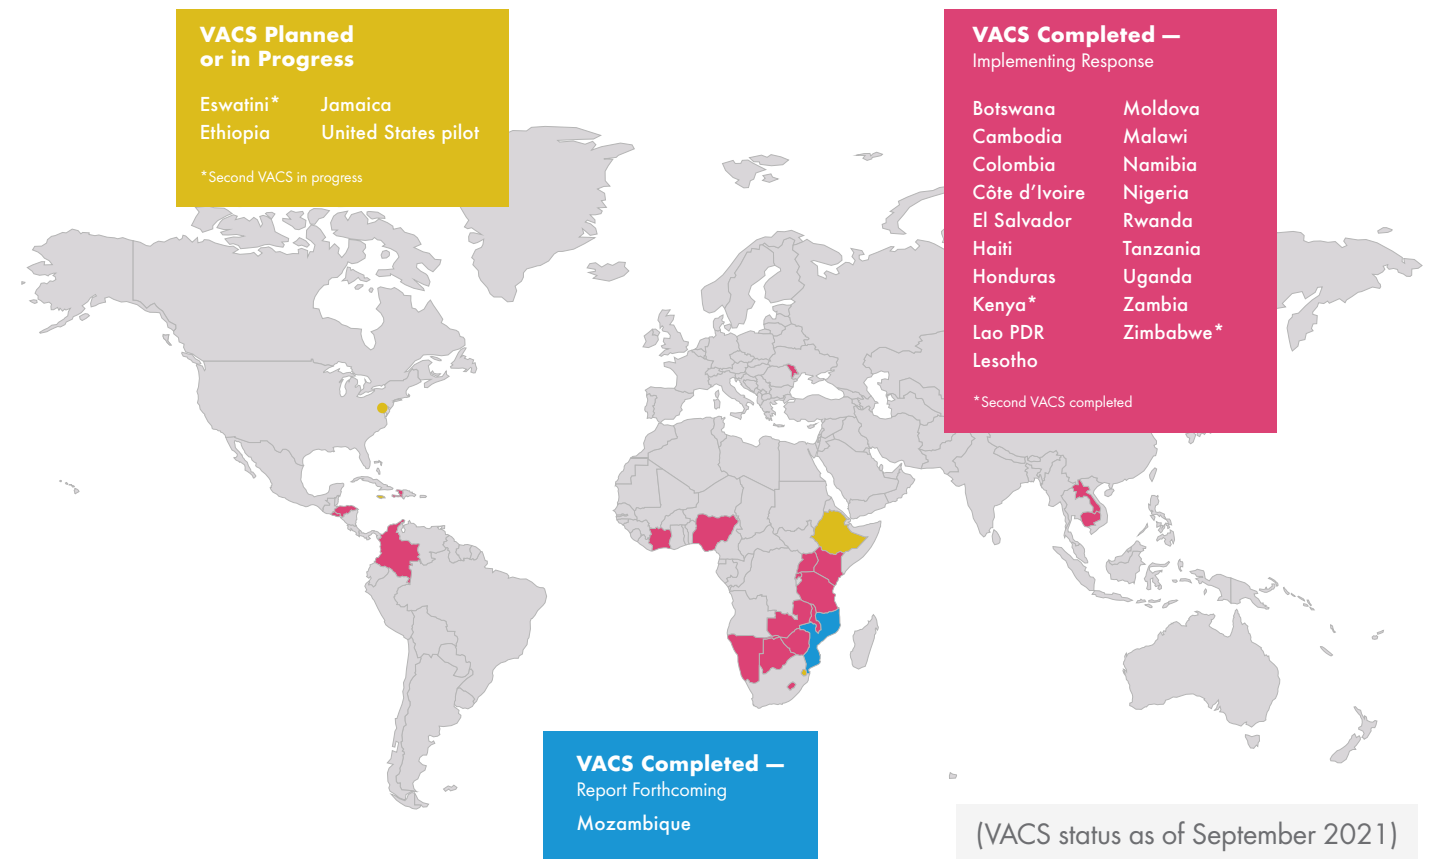 VACS Planned
or in Progress
Eswatini* Jamaica
Ethiopia United States pilot
*Second VACS in progress
VACS Completed —
Implementing Response
Botswana Moldova
Cambodia Malawi
Colombia Namibia
Côte d’Ivoire Nigeria
El Salvador Rwanda
Haiti Tanzania
Honduras Uganda
Kenya* Zambia
Lao PDR Zimbabwe*
Lesotho
*Second VACS completed
VACS Completed —
Report Forthcoming
Mozambique
(VACS status as of September 2021)